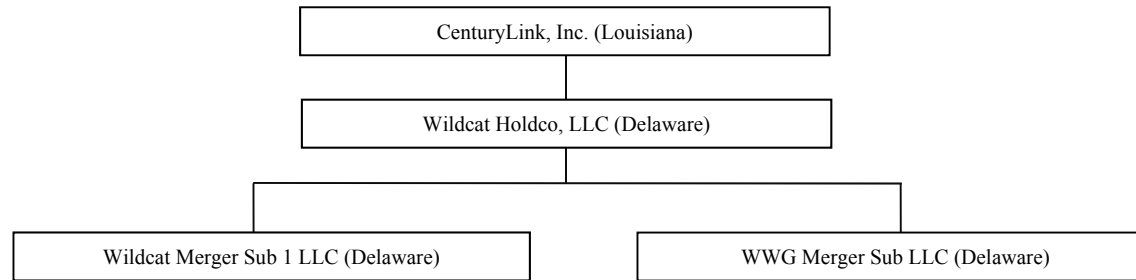 CenturyLink, Inc. (Louisiana)
Wildcat Holdco, LLC (Delaware)
Wildcat Merger Sub 1 LLC (Delaware)
WWG Merger Sub LLC (Delaware)